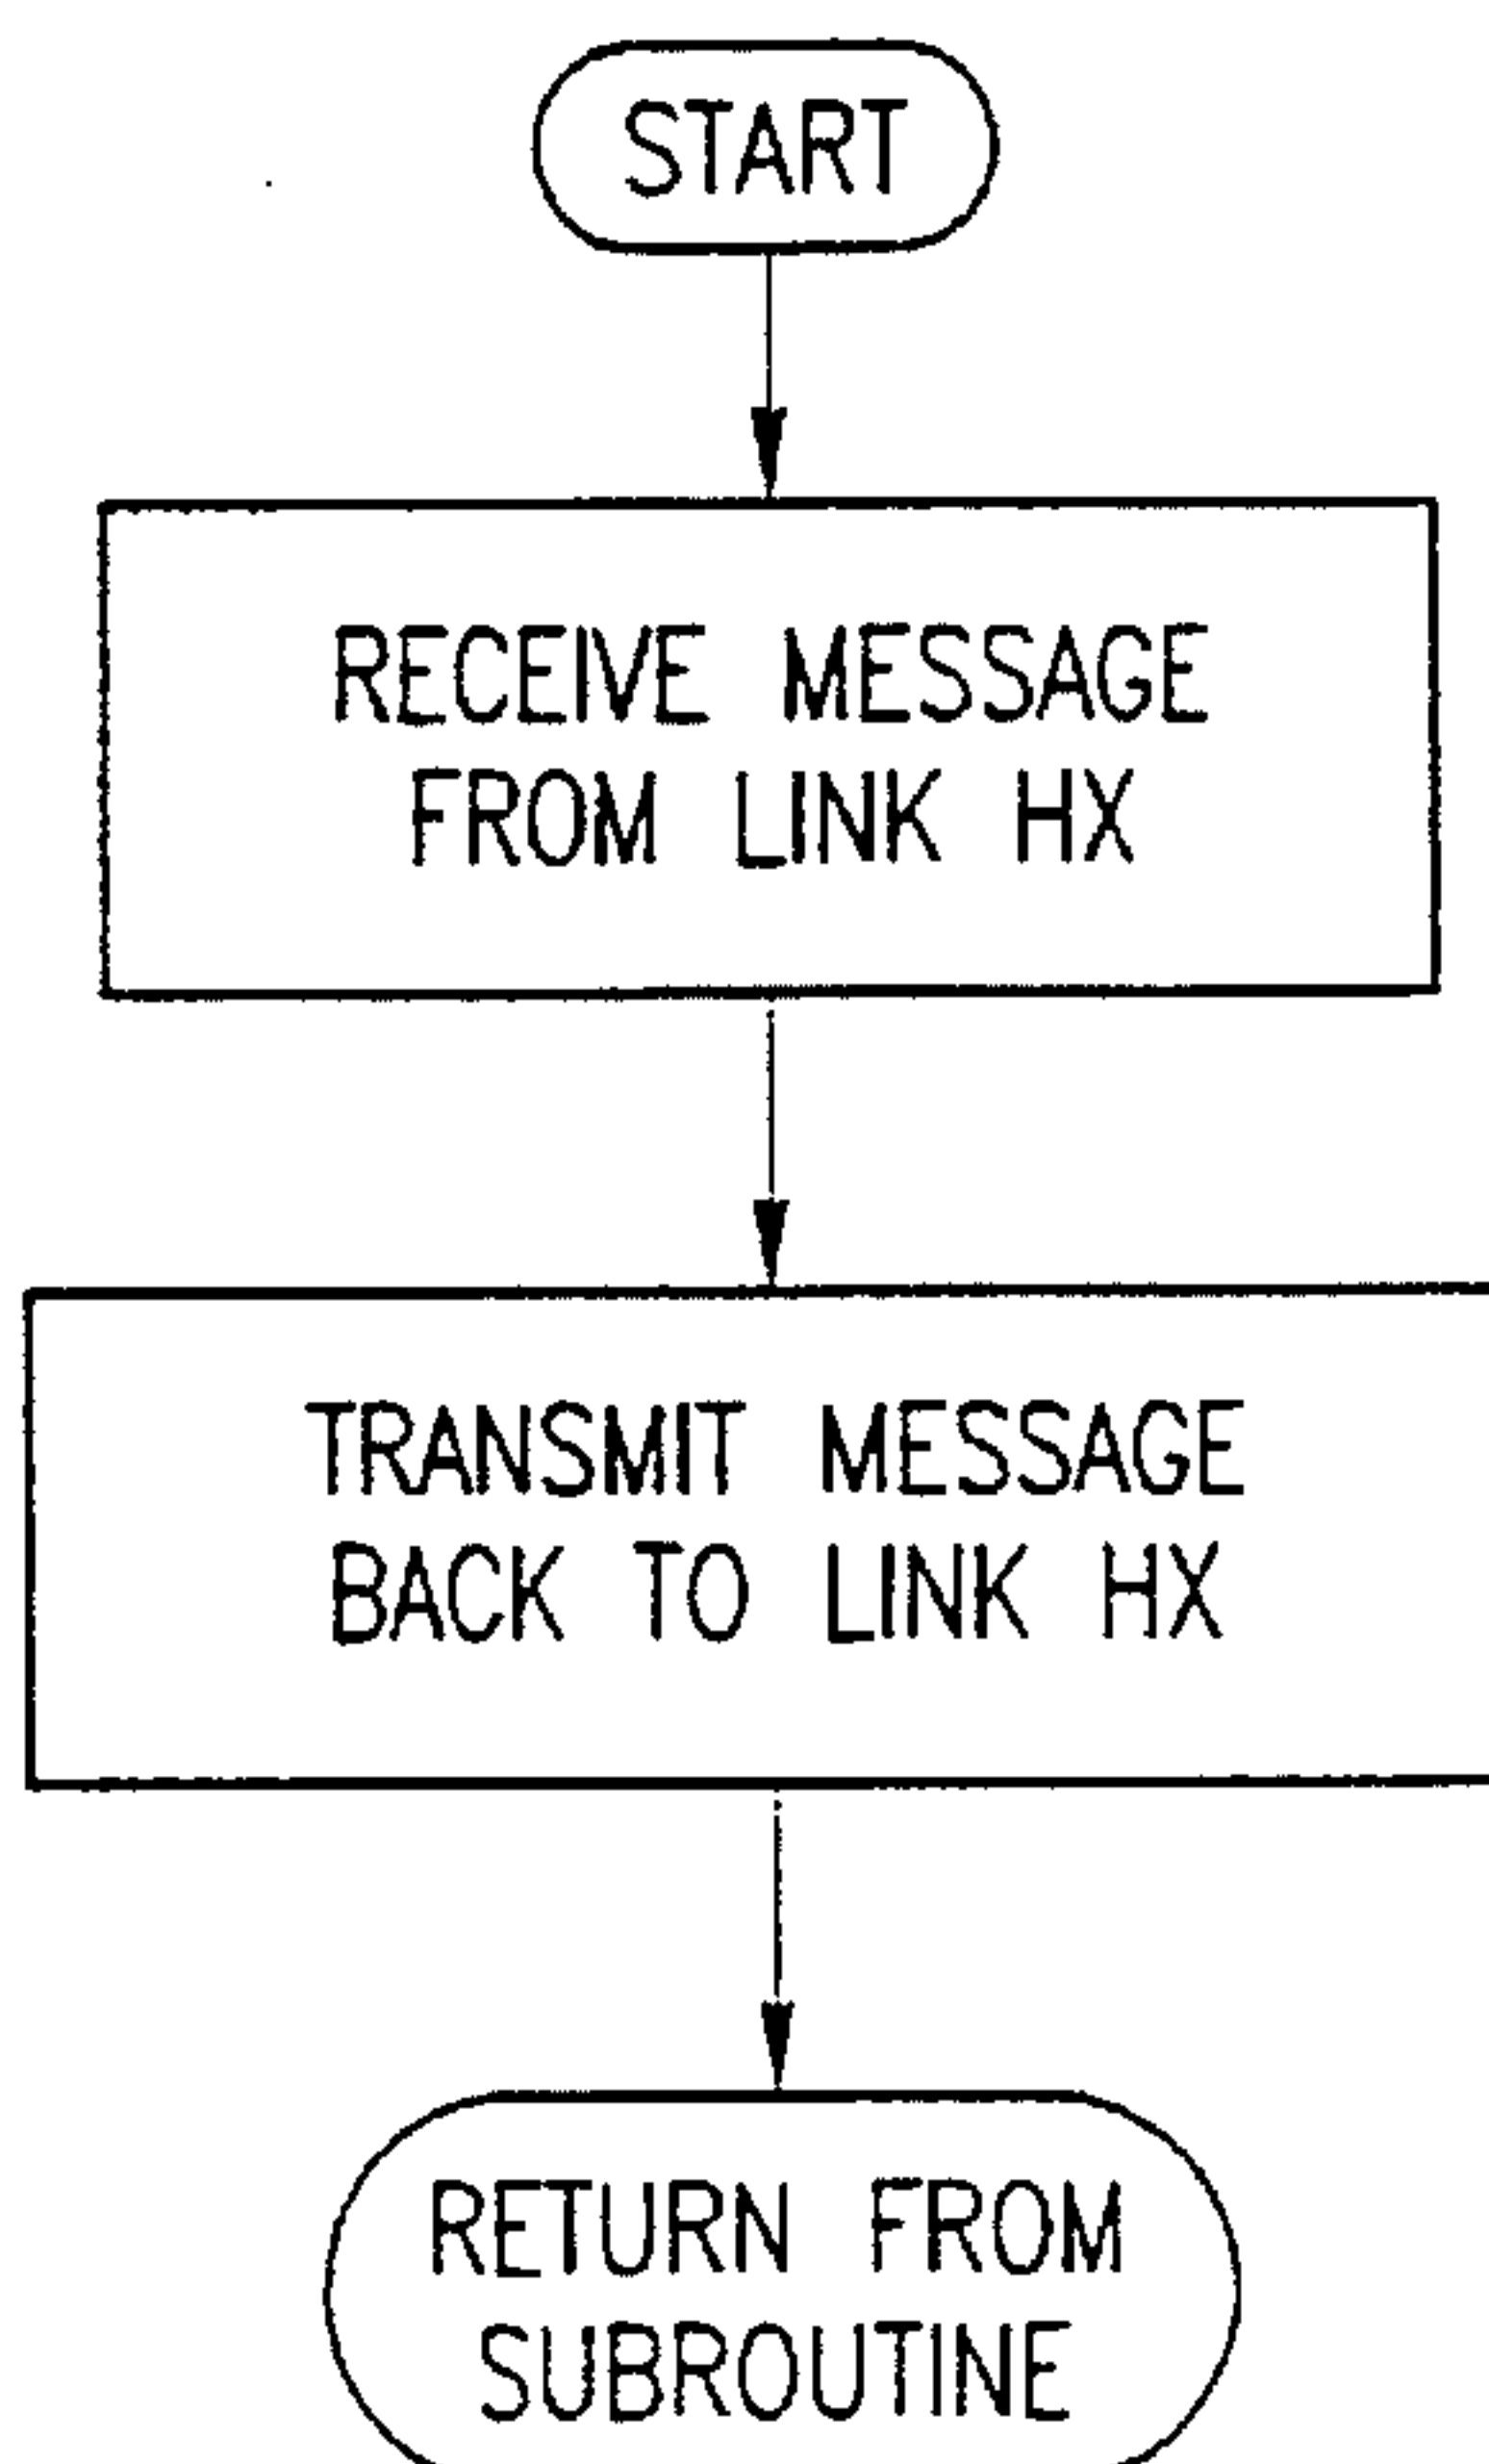 START
RECEIVE MESSAGE
FROM LINK HX
TRANSMIT MESSAGE
BACK TO LINK HX
RETURN FROM
SUBROUTINE